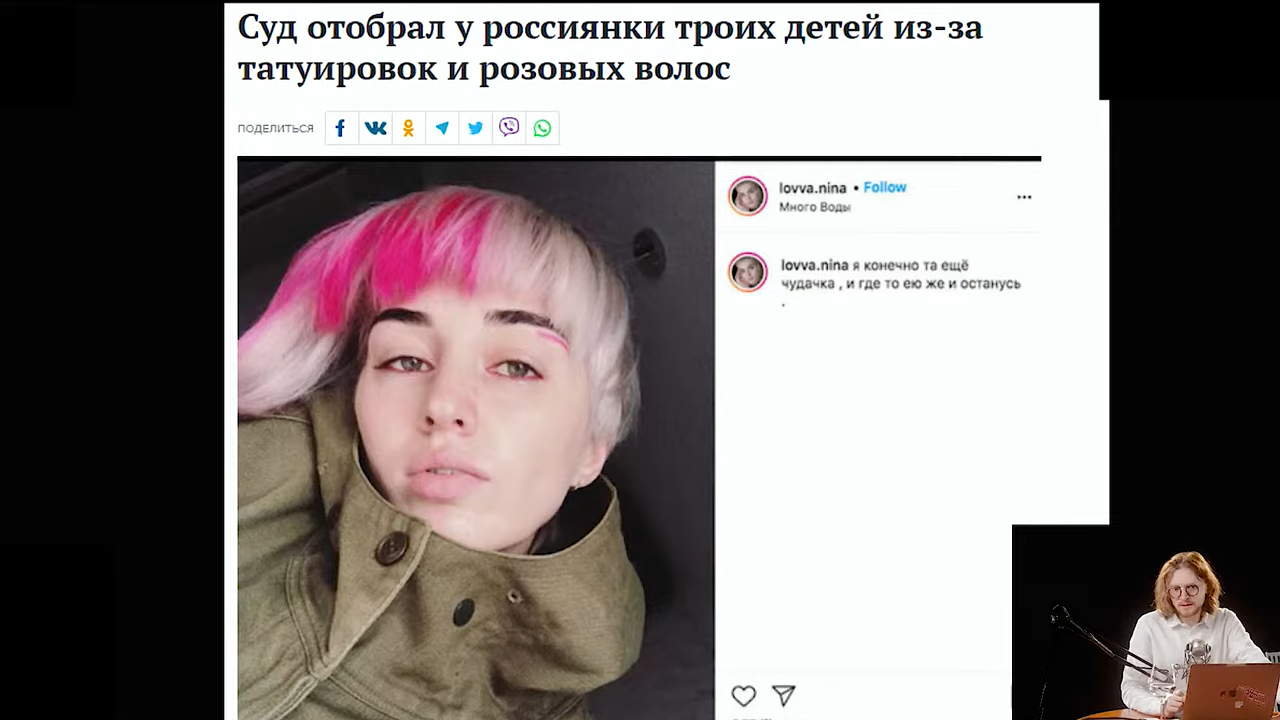 Суд отобрал у россиянки троих детей из-за
татуировок и розовых волос
ПОДЕЛИТЬСЯ
lovva.nina • Follow
Много Воды
lovva.nina я конечно та ещё
чудачка , и где то ею же и останусь
.